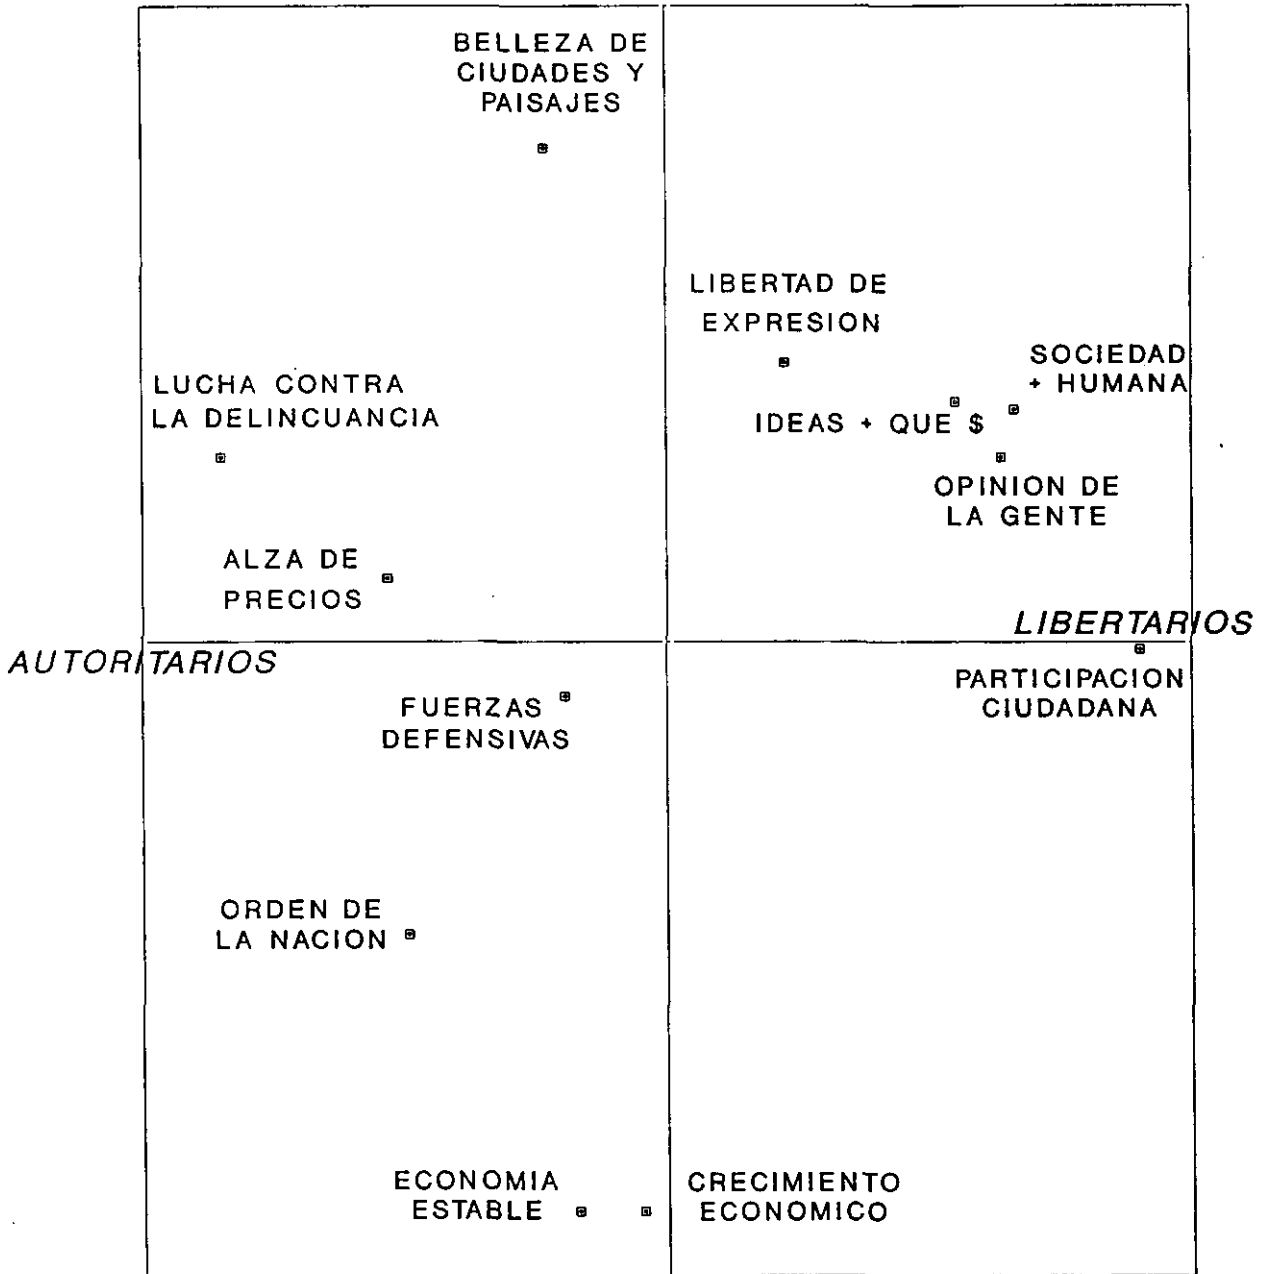 BELLEZA DE
CIUDADES Y
PAISAJES
LIBERTAD DE
EXPRESION
SOCIEDAD
+ HUMANA
LUCHA CONTRA
LA DELINCUANCIA
IDEAS + QUE $
OPINION DE
LA GENTE
ALZA DE
PRECIOS
LIBERTARIOS
AUTORITARIOS
PARTICIPACION
CIUDADANA
FUERZAS
DEFENSIVAS
ORDEN DE
LA NACION
ECONOMIA
ESTABLE
CRECIMIENTO
ECONOMICO